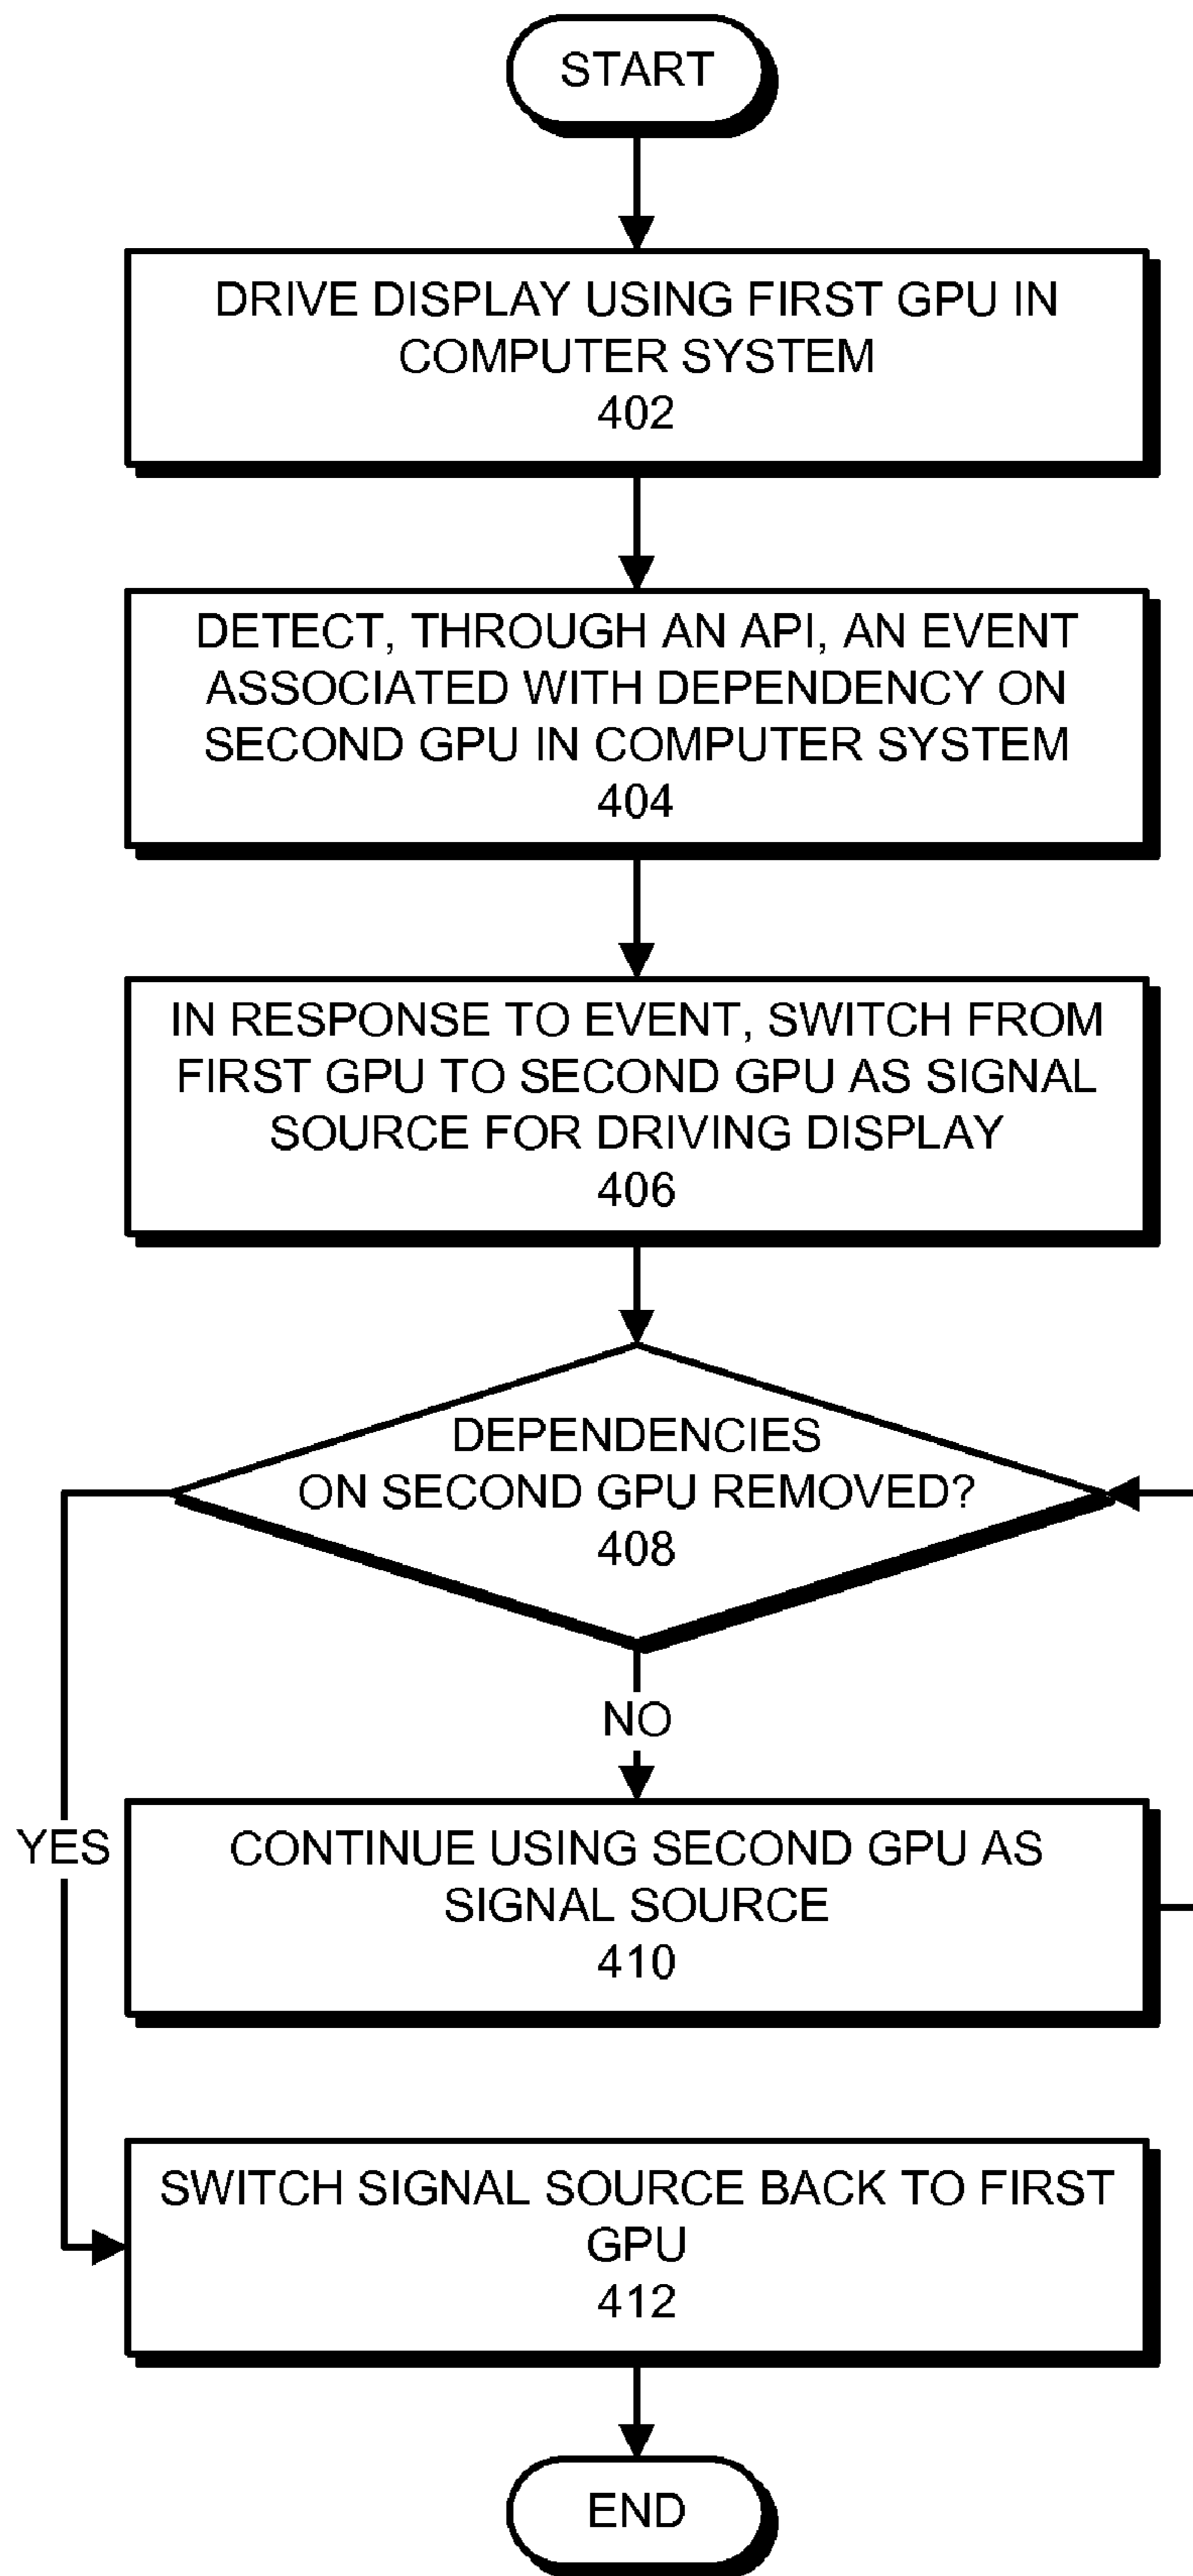 START
DRIVE DISPLAY USING FIRST GPU IN
COMPUTER SYSTEM
402
DETECT, THROUGH AN API, AN EVENT
ASSOCIATED WITH DEPENDENCY ON
SECOND GPU IN COMPUTER SYSTEM
404
IN RESPONSE TO EVENT, SWITCH FROM
FIRST GPU TO SECOND GPU AS SIGNAL
SOURCE FOR DRIVING DISPLAY
406
DEPENDENCIES
ON SECOND GPU REMOVED?
408
NO
YES
CONTINUE USING SECOND GPU AS
SIGNAL SOURCE
410
SWITCH SIGNAL SOURCE BACK TO FIRST
GPU
412
END